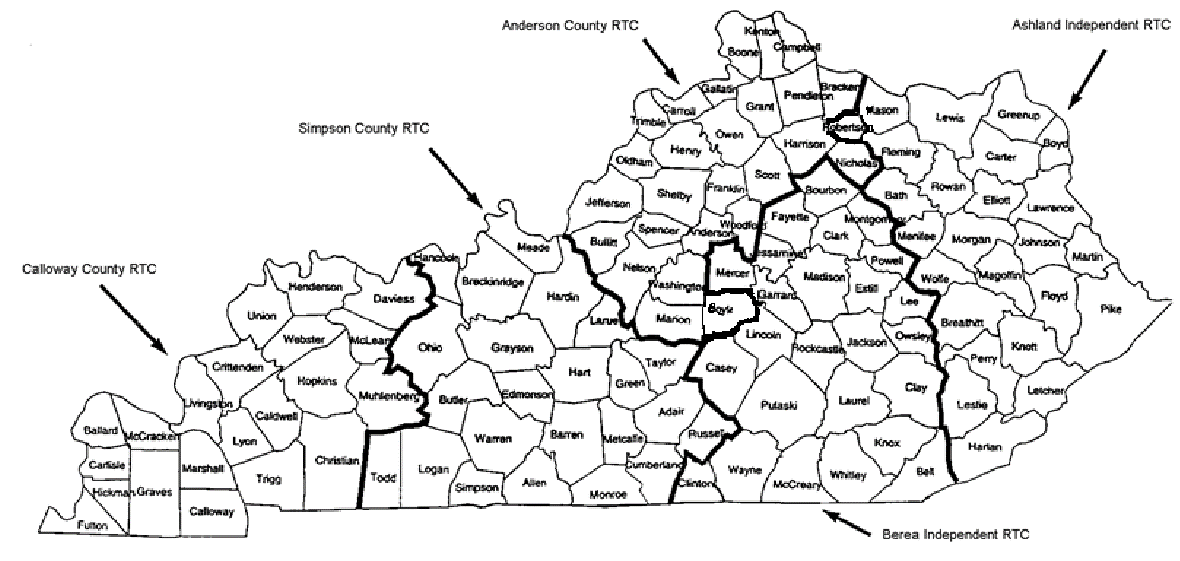 Anderson County RTC
Ashland Independent RTC
Simpson County RTC
Calloway County RTC
Berea Independent RTC
Kenton
Boone
Campbell
Gallatin
Grant
Pendleton
Bracken
Mason
Lewis
Greenup
Carroll
Trimble
Owen
Robertson
Harrison
Fleming
Carter
Boyd
Henry
Oldham
Nicholas
Rowan
Elliott
Lawrence
Scott
Bourbon
Bath
Jefferson
Shelby
Franklin
Fayette
Montgomery
Woodford
Spencer
Anderson
Clark
Menifee
Morgan
Johnson
Martin
Bullitt
Meade
Hancock
Jessamine
Powell
Nelson
Mercer
Madison
Estill
Wolfe
Magoffin
Floyd
Pike
Washington
Garrard
Lee
Breckinridge
Hardin
Henderson
Daviess
Union
Larue
Marion
Boyle
Lincoln
Rockcastle
Jackson
Owsley
Breathitt
Knott
Perry
Webster
McLean
Ohio
Grayson
Taylor
Casey
Crittenden
Hopkins
Hart
Green
Clay
Letcher
Leslie
Livingston
Caldwell
Muhlenberg
Butler
Edmonson
Adair
Pulaski
Laurel
Ballard
McCracken
Lyon
Warren
Barren
Metcalfe
Russell
Knox
Harlan
Carlisle
Marshall
Trigg
Christian
Todd
Logan
Simpson
Allen
Monroe
Cumberland
Clinton
Wayne
McCreary
Whitley
Bell
Hickman
Graves
Calloway
Fulton